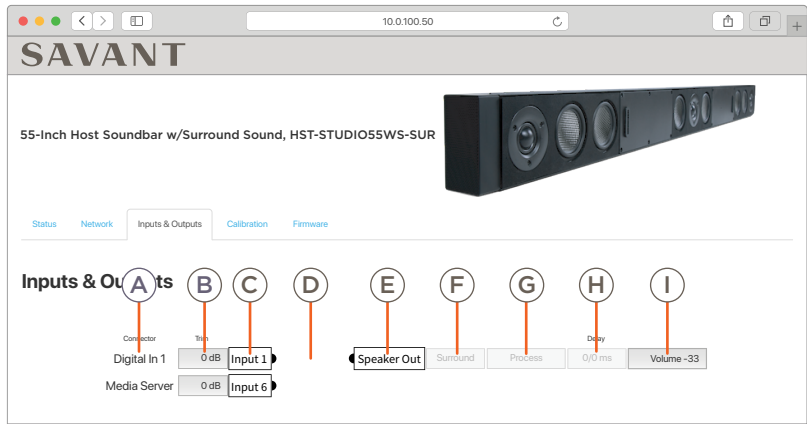 10.0.100.50
SAVANT
55-Inch Host Soundbar w/Surround Sound, HST-STUDIO55WS-SUR
Status Network Inputs & Outputs Calibration Firmware
Inputs & Outputs
A B C D E F G H I
Connector Trim Delay
Digital In 1 0 dB Input 1 Speaker Out Surround Process 0/0 ms Volume -33
Media Server 0 dB Input 6